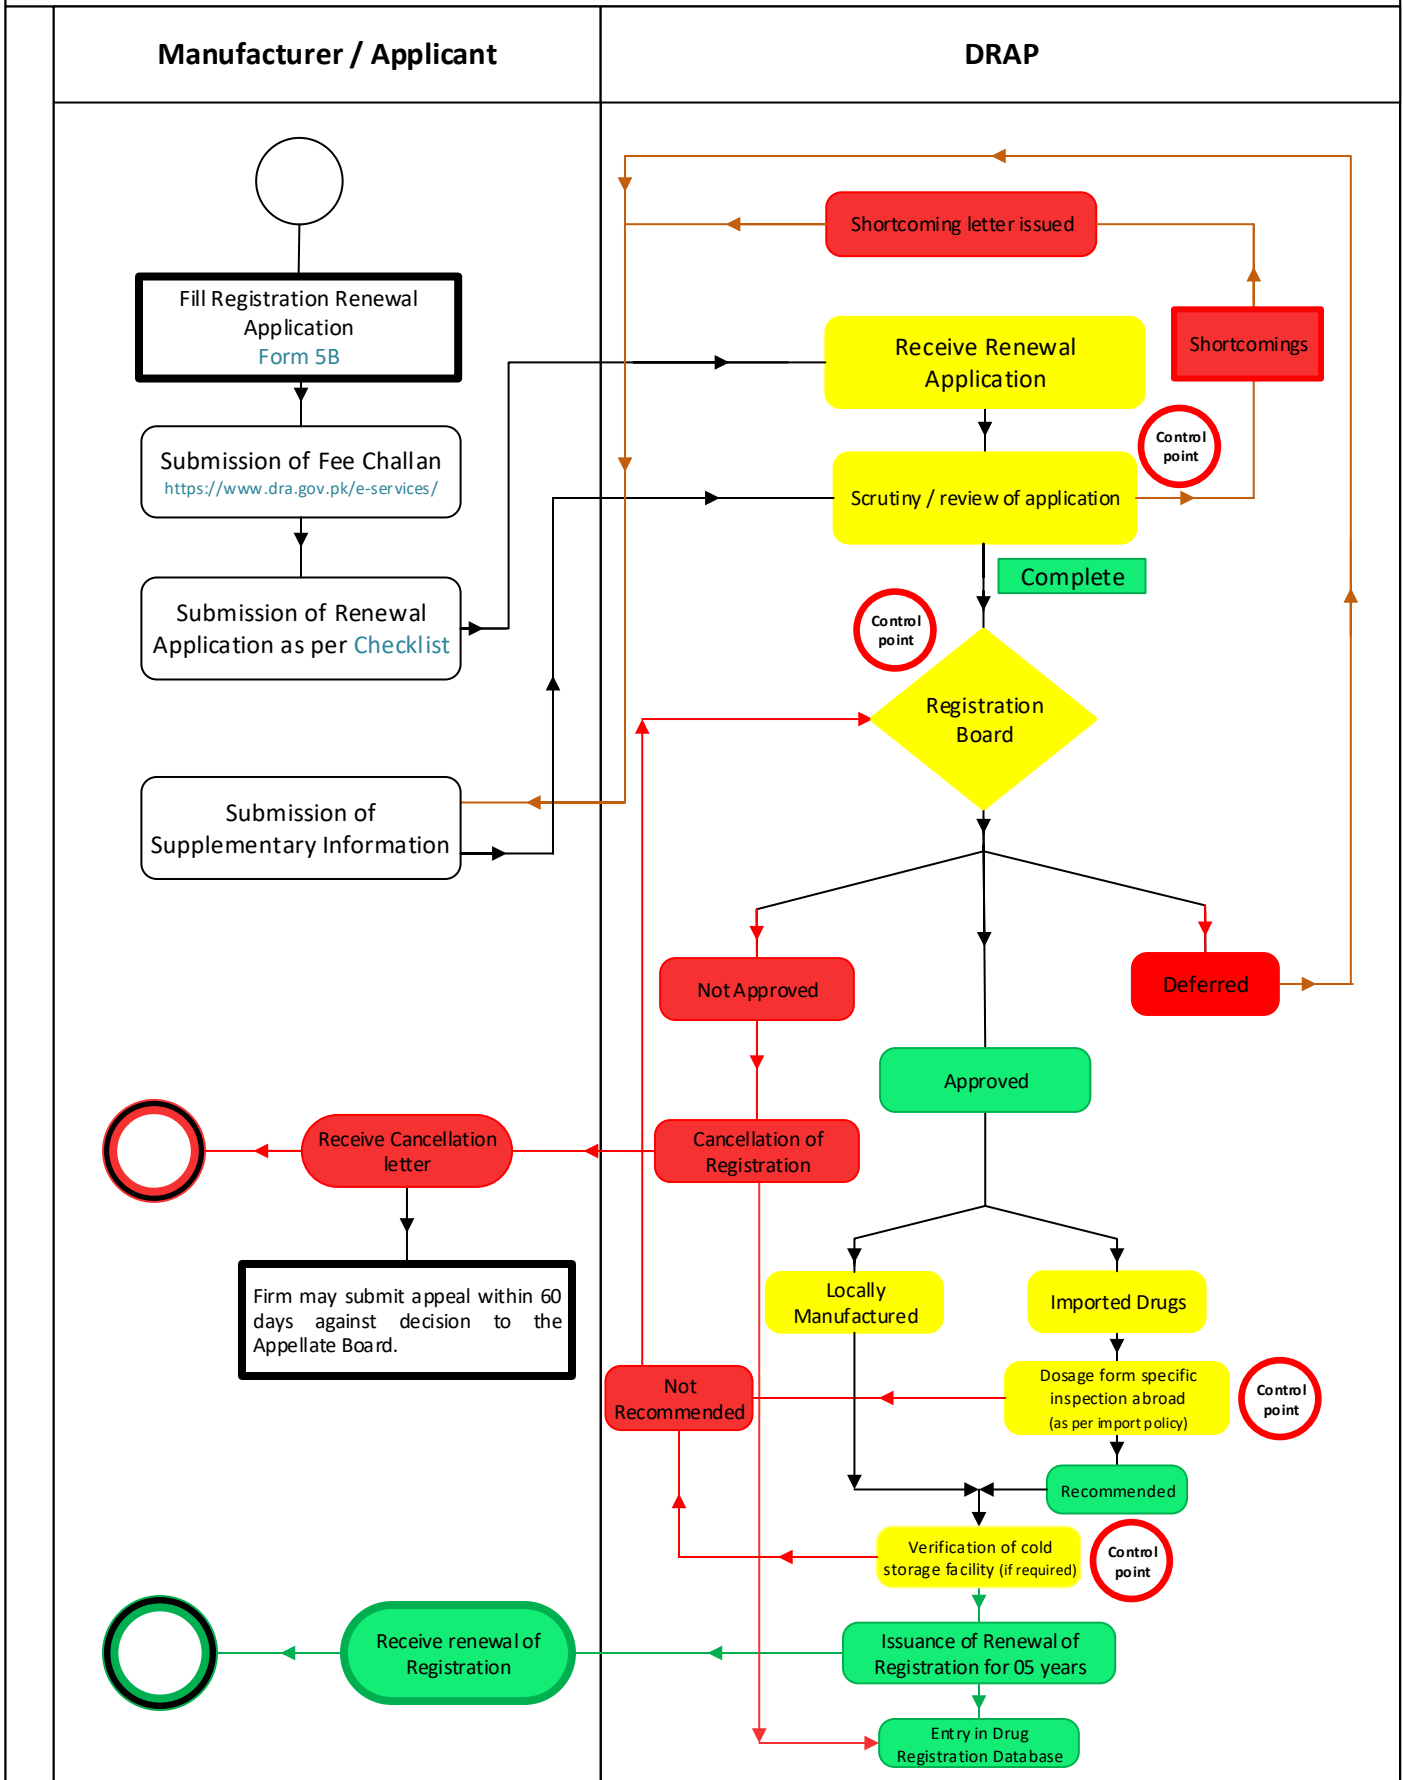 Manufacturer / Applicant
DRAP
Fill Registration Renewal
Application
Form 5B
Submission of Fee Challan
https://www.dra.gov.pk/e-services/
Submission of Renewal
Application as per Checklist
Submission of
Supplementary Information
Shortcoming letter issued
Shortcomings
Receive Renewal
Application
Control
point
Scrutiny / review of application
Complete
Control
point
Registration
Board
Not Approved
Deferred
Approved
Receive Cancellation
letter
Cancellation of
Registration
Firm may submit appeal within 60
days against decision to the
Appellate Board.
Locally
Manufactured
Imported Drugs
Not
Recommended
Dosage form specific
inspection abroad
(as per import policy)
Control
point
Recommended
Verification of cold
storage facility (if required)
Control
point
Receive renewal of
Registration
Issuance of Renewal of
Registration for 05 years
Entry in Drug
Registration Database